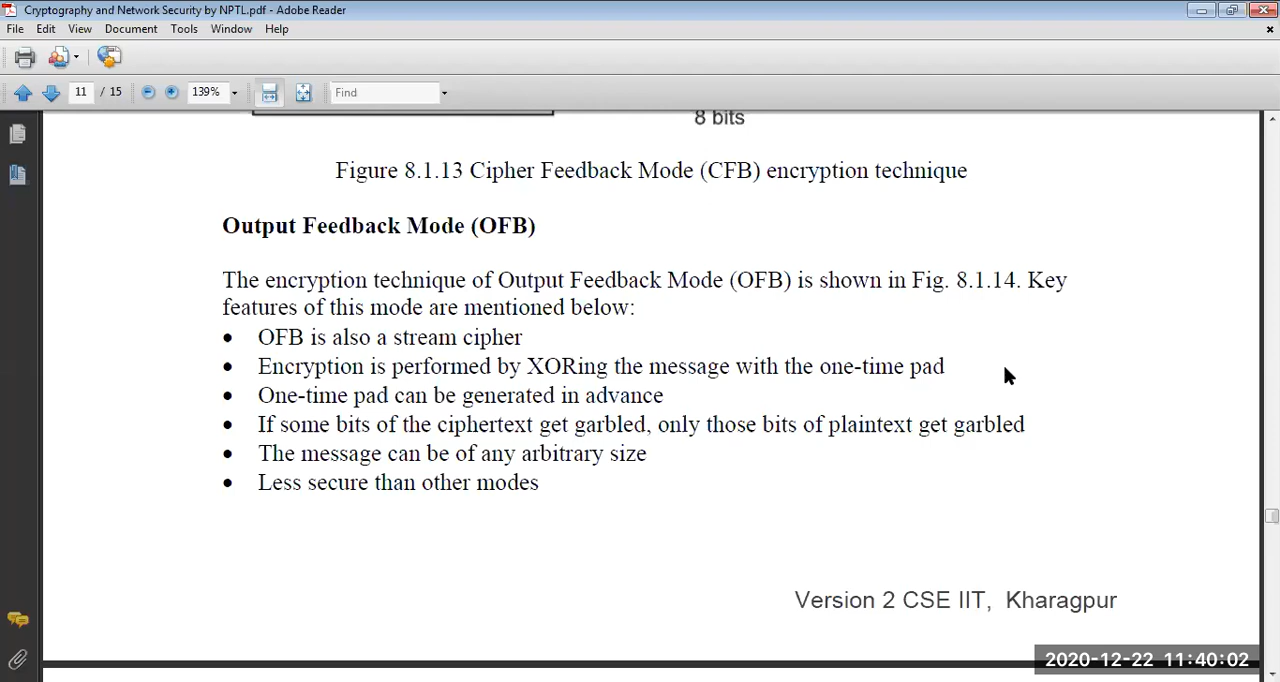 Cryptography and Network Security by NPTL.pdf - Adobe Reader
File Edit View Document Tools Window Help
11 / 15 139% Find
8 bits
Figure 8.1.13 Cipher Feedback Mode (CFB) encryption technique
Output Feedback Mode (OFB)
The encryption technique of Output Feedback Mode (OFB) is shown in Fig. 8.1.14. Key
features of this mode are mentioned below:
• OFB is also a stream cipher
• Encryption is performed by XORing the message with the one-time pad
• One-time pad can be generated in advance
• If some bits of the ciphertext get garbled, only those bits of plaintext get garbled
• The message can be of any arbitrary size
• Less secure than other modes
Version 2 CSE IIT, Kharagpur
2020-12-22 11:40:02